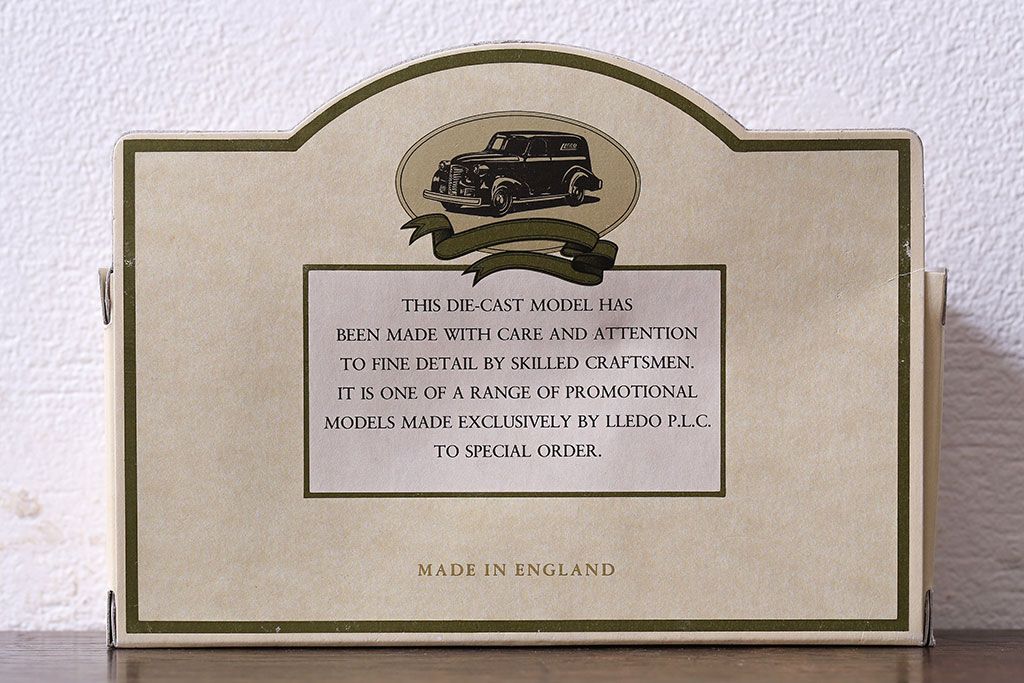 THIS DIE-CAST MODEL HAS
BEEN MADE WITH CARE AND ATTENTION
TO FINE DETAIL BY SKILLED CRAFTSMEN.
IT IS ONE OF A RANGE OF PROMOTIONAL
MODELS MADE EXCLUSIVELY BY LLEDO P.L.C.
TO SPECIAL ORDER.
MADE IN ENGLAND